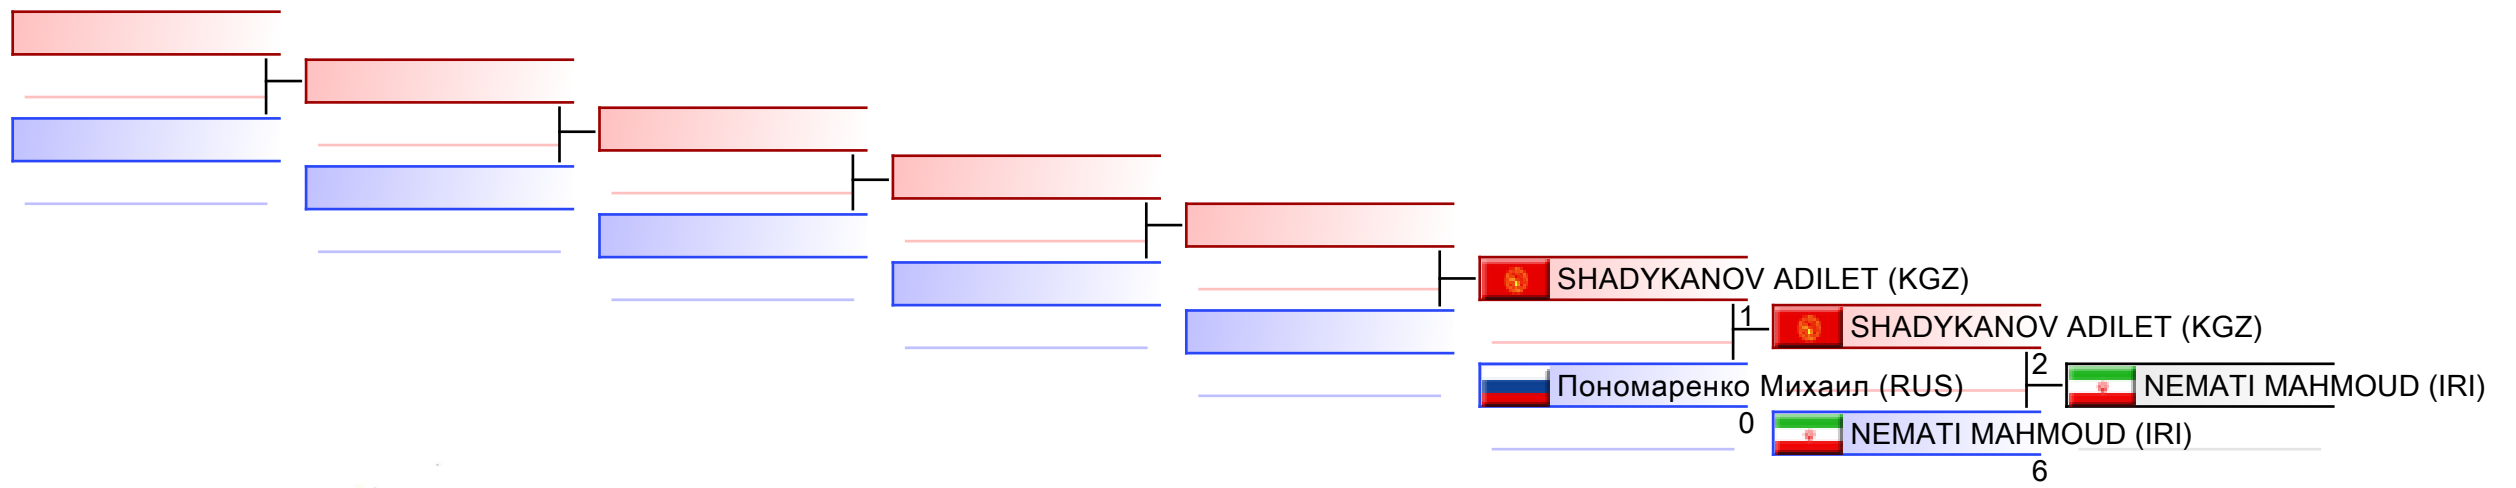 SHADYKANOV ADILET (KGZ)
1
SHADYKANOV ADILET (KGZ)
2
Пономаренко Михаил (RUS)
NEMATI MAHMOUD (IRI)
0
NEMATI MAHMOUD (IRI)
6